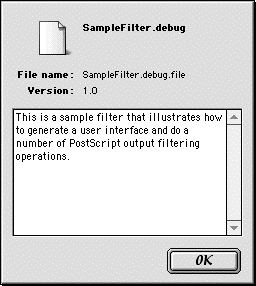 SampleFilter.debug
File name: SampleFilter.debug.file
Version: 1.0
This is a sample filter that illustrates how
to generate a user interface and do a
number of PostScript output filtering
operations.
OK